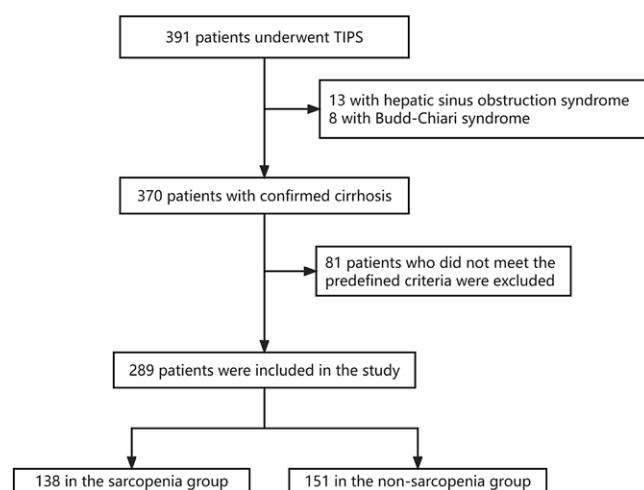 391 patients underwent TIPS
13 with hepatic sinus obstruction syndrome
8 with Budd-Chiari syndrome
370 patients with confirmed cirrhosis
81 patients who did not meet the
predefined criteria were excluded
289 patients were included in the study
138 in the sarcopenia group
151 in the non-sarcopenia group